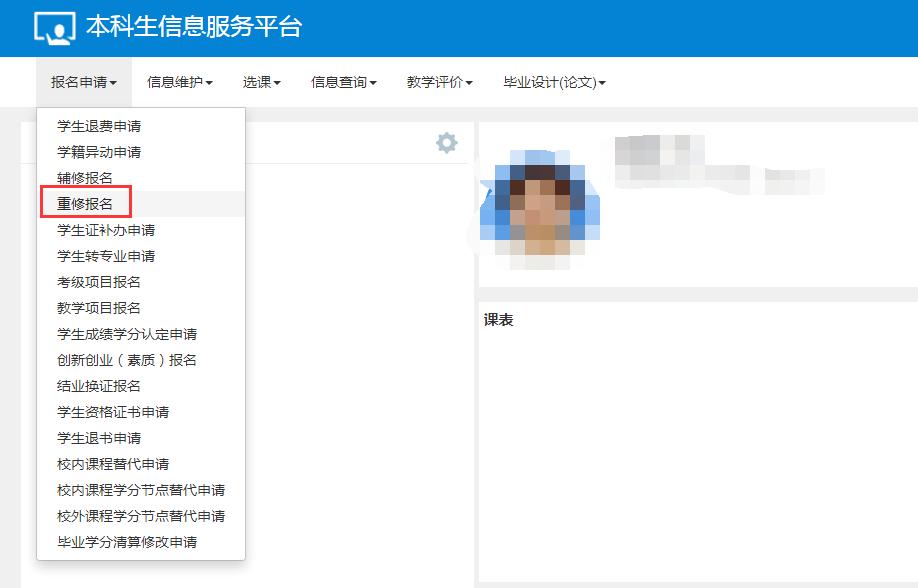 本科生信息服务平台
报名申请 信息维护 选课 信息查询 教学评价 毕业设计(论文)
学生退费申请
学籍异动申请
辅修报名
重修报名
学生证补办申请
学生转专业申请
考级项目报名
教学项目报名
学生成绩学分认定申请
创新创业（素质）报名
结业换证报名
学生资格证书申请
学生退书申请
校内课程替代申请
校内课程学分节点替代申请
校外课程学分节点替代申请
毕业学分清算修改申请
课表